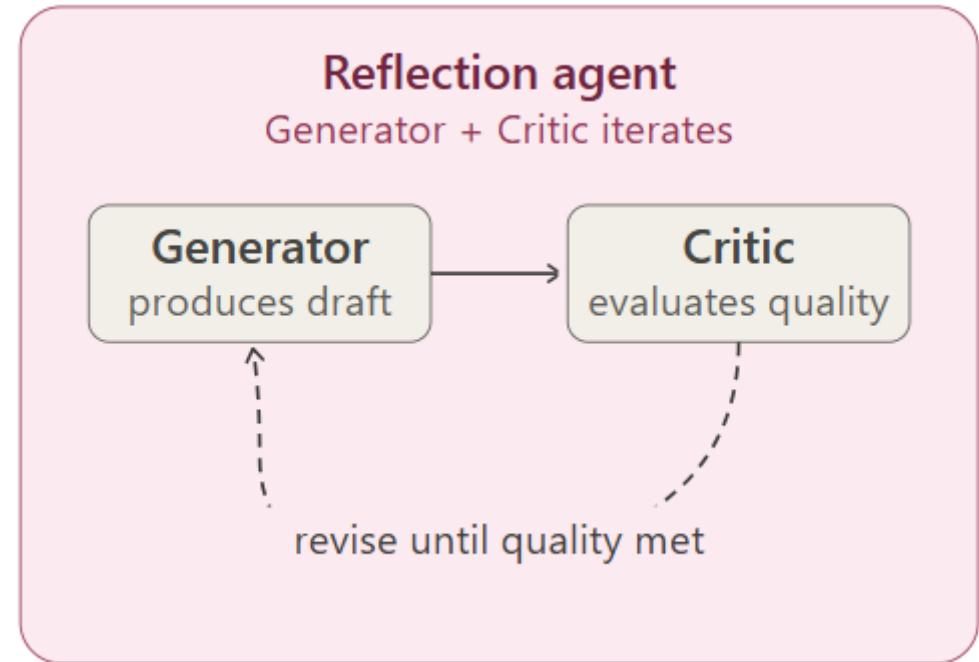 Reflection agent
Generator + Critic iterates
Generator
produces draft
Critic
evaluates quality
revise until quality met